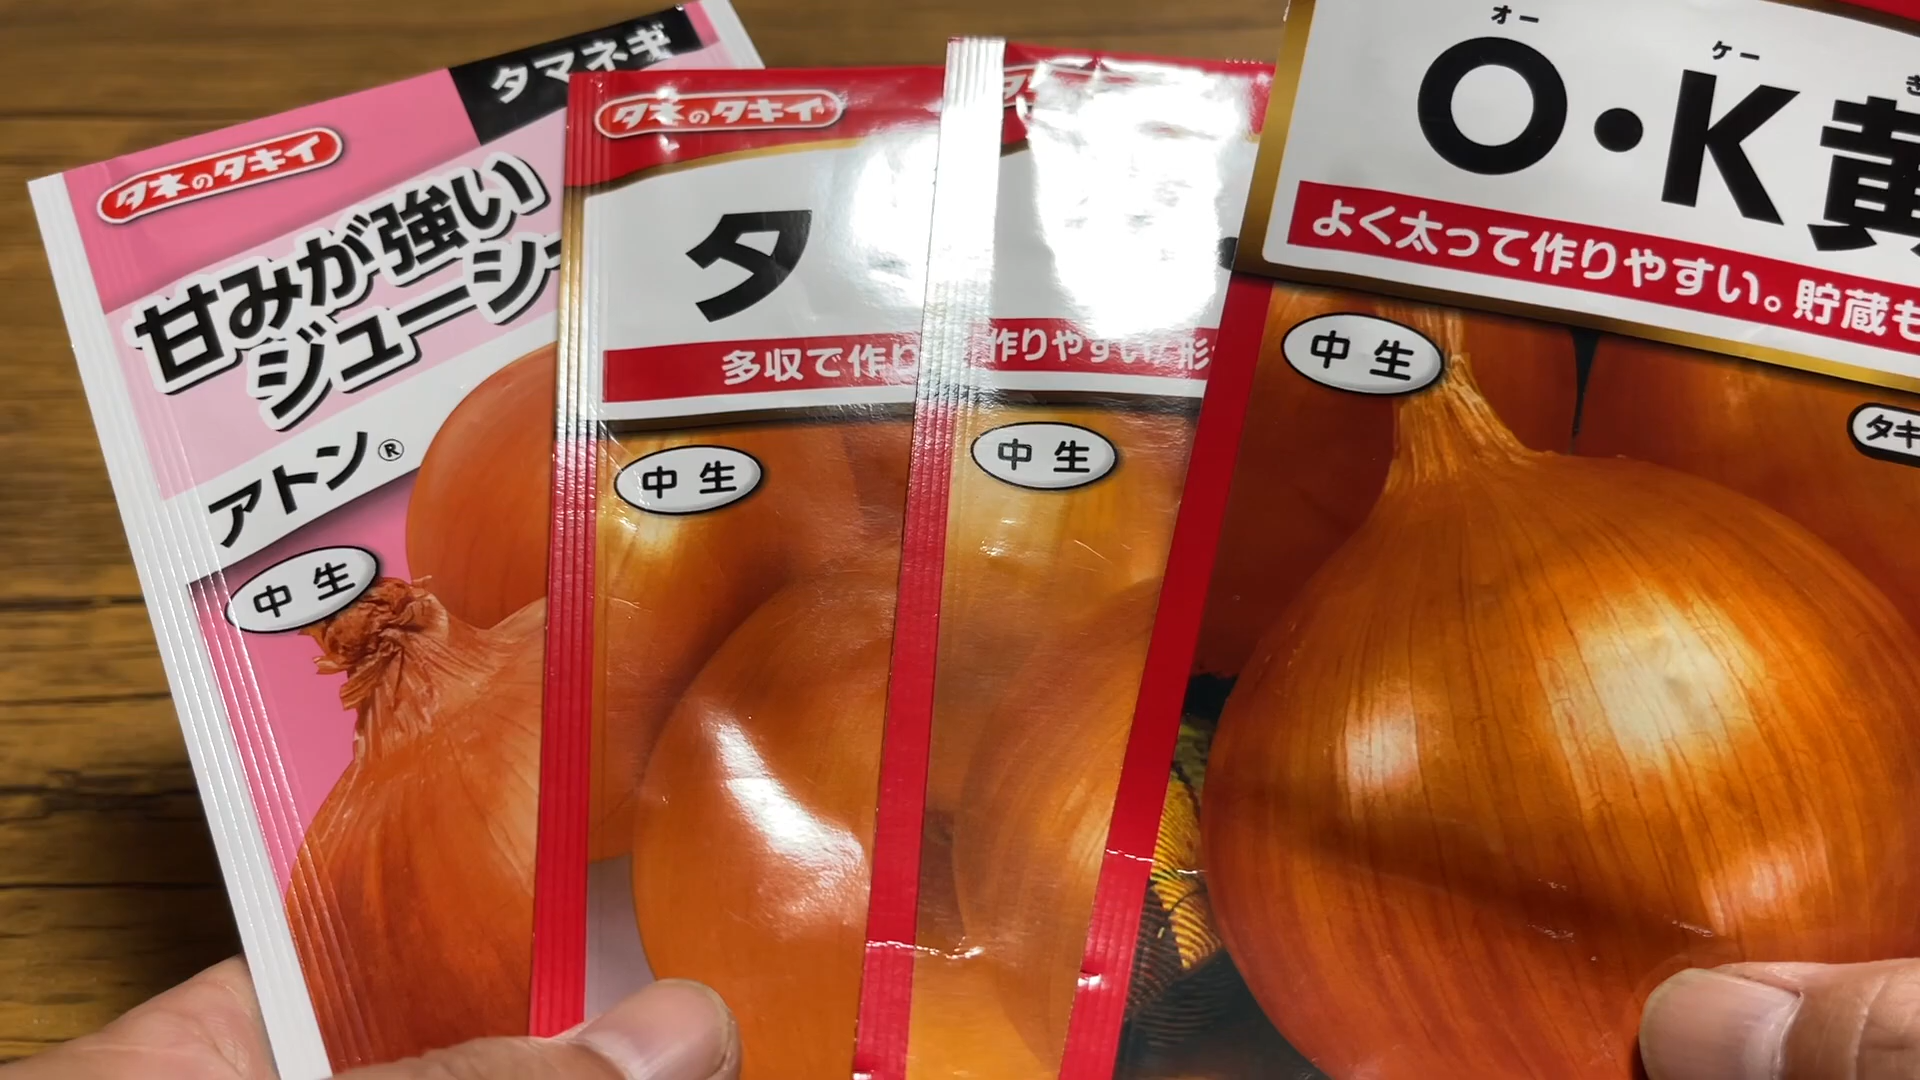 タマネギ
タネのタキイ
甘みが強い
ジューシ
アトン®
中生
タネのタキイ
タ
多収で作り
中生
作りやすい! 形
中生
オー ケー
O・K黄
よく太って作りやすい。貯蔵も
中生
タキ